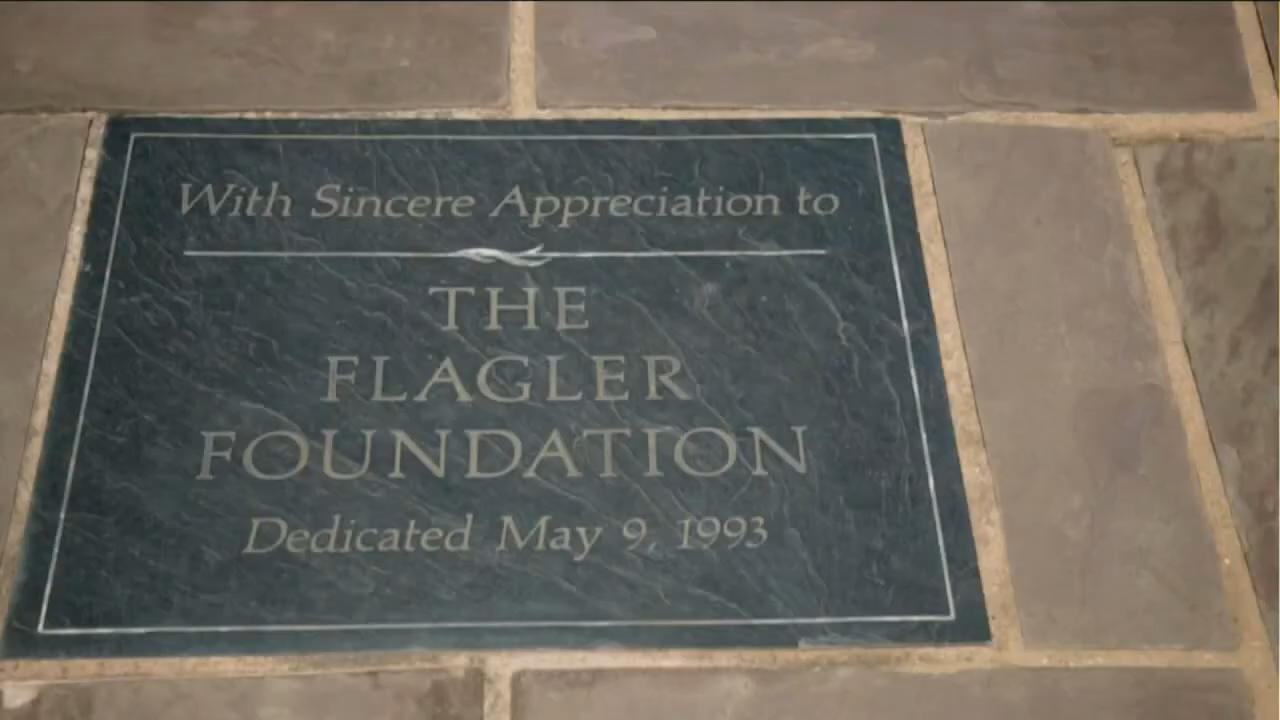 With Sincere Appreciation to
THE
FLAGLER
FOUNDATION
Dedicated May 9, 1993